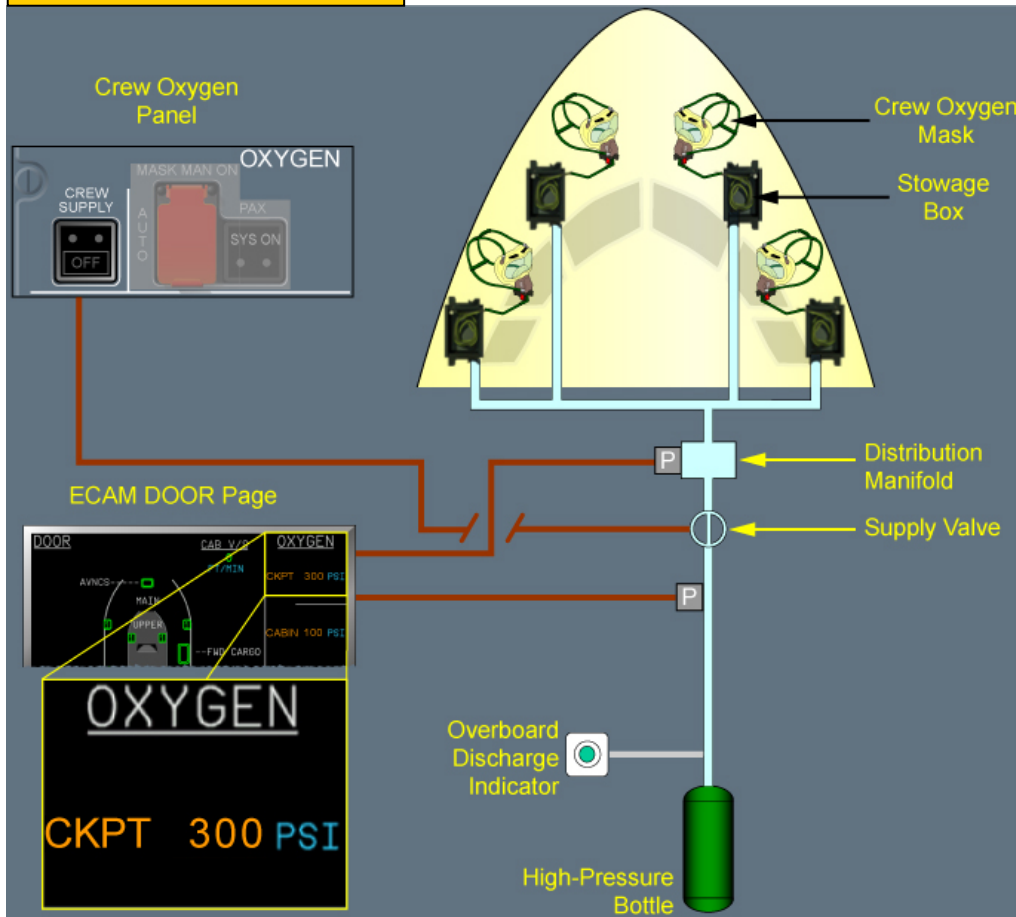 Crew Oxygen
Panel
OXYGEN
MASK MAN ON
CREW
SUPPLY
AUTO
PAX
SYS ON
OFF
Crew Oxygen
Mask
Stowage
Box
P
Distribution
Manifold
Supply Valve
P
ECAM DOOR Page
DOOR
CAB V/S
FT/MIN
OXYGEN
AVNCS
CKPT 300 PSI
MAIN
UPPER
CABIN 100 PSI
FWD CARGO
OXYGEN
CKPT 300 PSI
Overboard
Discharge
Indicator
High-Pressure
Bottle